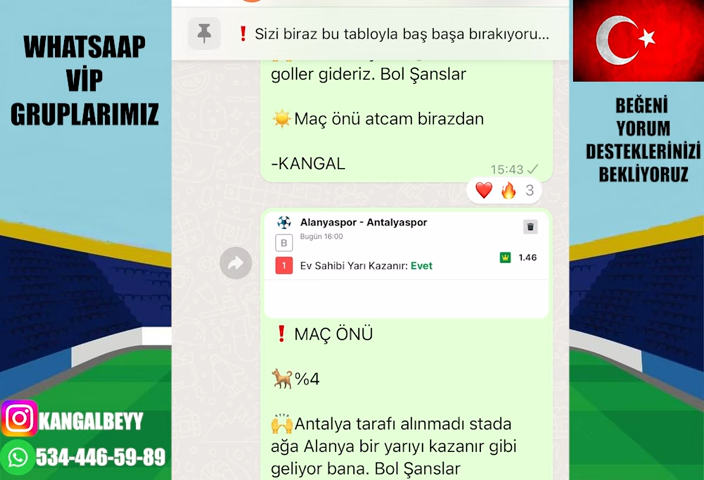 WHATSAAP
VİP
GRUPLARIMIZ
❗ Sizi biraz bu tabloyla baş başa bırakıyoru...
goller gideriz. Bol Şanslar
☀️Maç önü atcam birazdan
-KANGAL
15:43 ✓
❤️ 🔥 3
Alanyaspor - Antalyaspor
Bugün 16:00
B
1 Ev Sahibi Yarı Kazanır: Evet 1.46
❗ MAÇ ÖNÜ
🐕%4
🙌Antalya tarafı alınmadı stada
ağa Alanya bir yarıyı kazanır gibi
geliyor bana. Bol Şanslar
BEĞENİ
YORUM
DESTEKLERİNİZİ
BEKLİYORUZ
KANGALBEYY
534-446-59-89